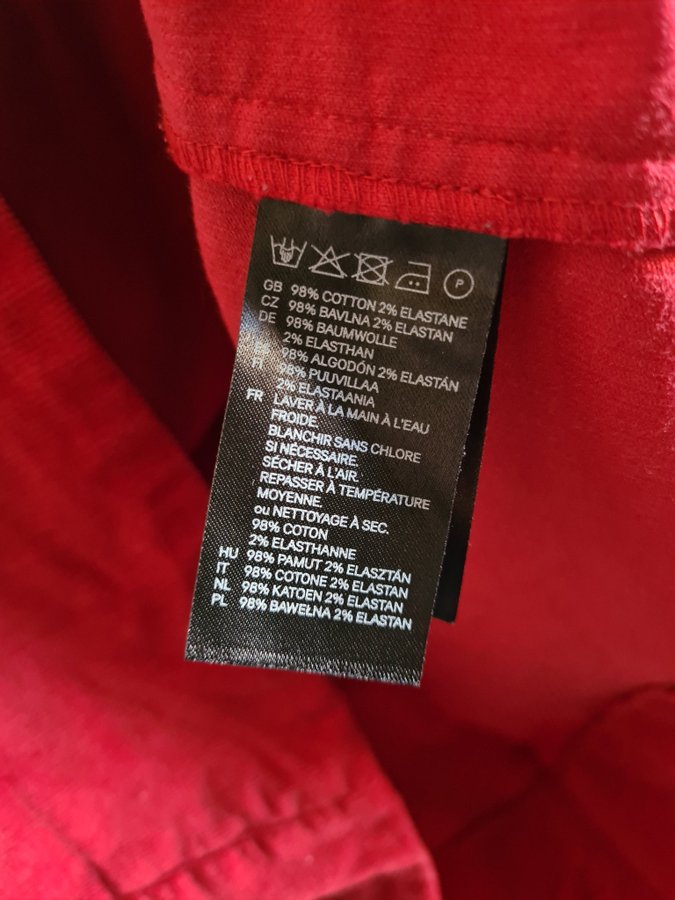 P
GB 98% COTTON 2% ELASTANE
CZ 98% BAVLNA 2% ELASTAN
DE 98% BAUMWOLLE
2% ELASTHAN
98% ALGODÓN 2% ELASTÁN
FI 98% PUUVILLAA
2% ELASTAANIA
FR LAVER À LA MAIN À L'EAU
FROIDE.
BLANCHIR SANS CHLORE
SI NÉCESSAIRE.
SÉCHER À L'AIR.
REPASSER À TEMPÉRATURE
MOYENNE.
ou NETTOYAGE À SEC.
98% COTON
2% ELASTHANNE
HU 98% PAMUT 2% ELASZTÁN
IT 98% COTONE 2% ELASTAN
NL 98% KATOEN 2% ELASTAN
PL 98% BAWEŁNA 2% ELASTAN